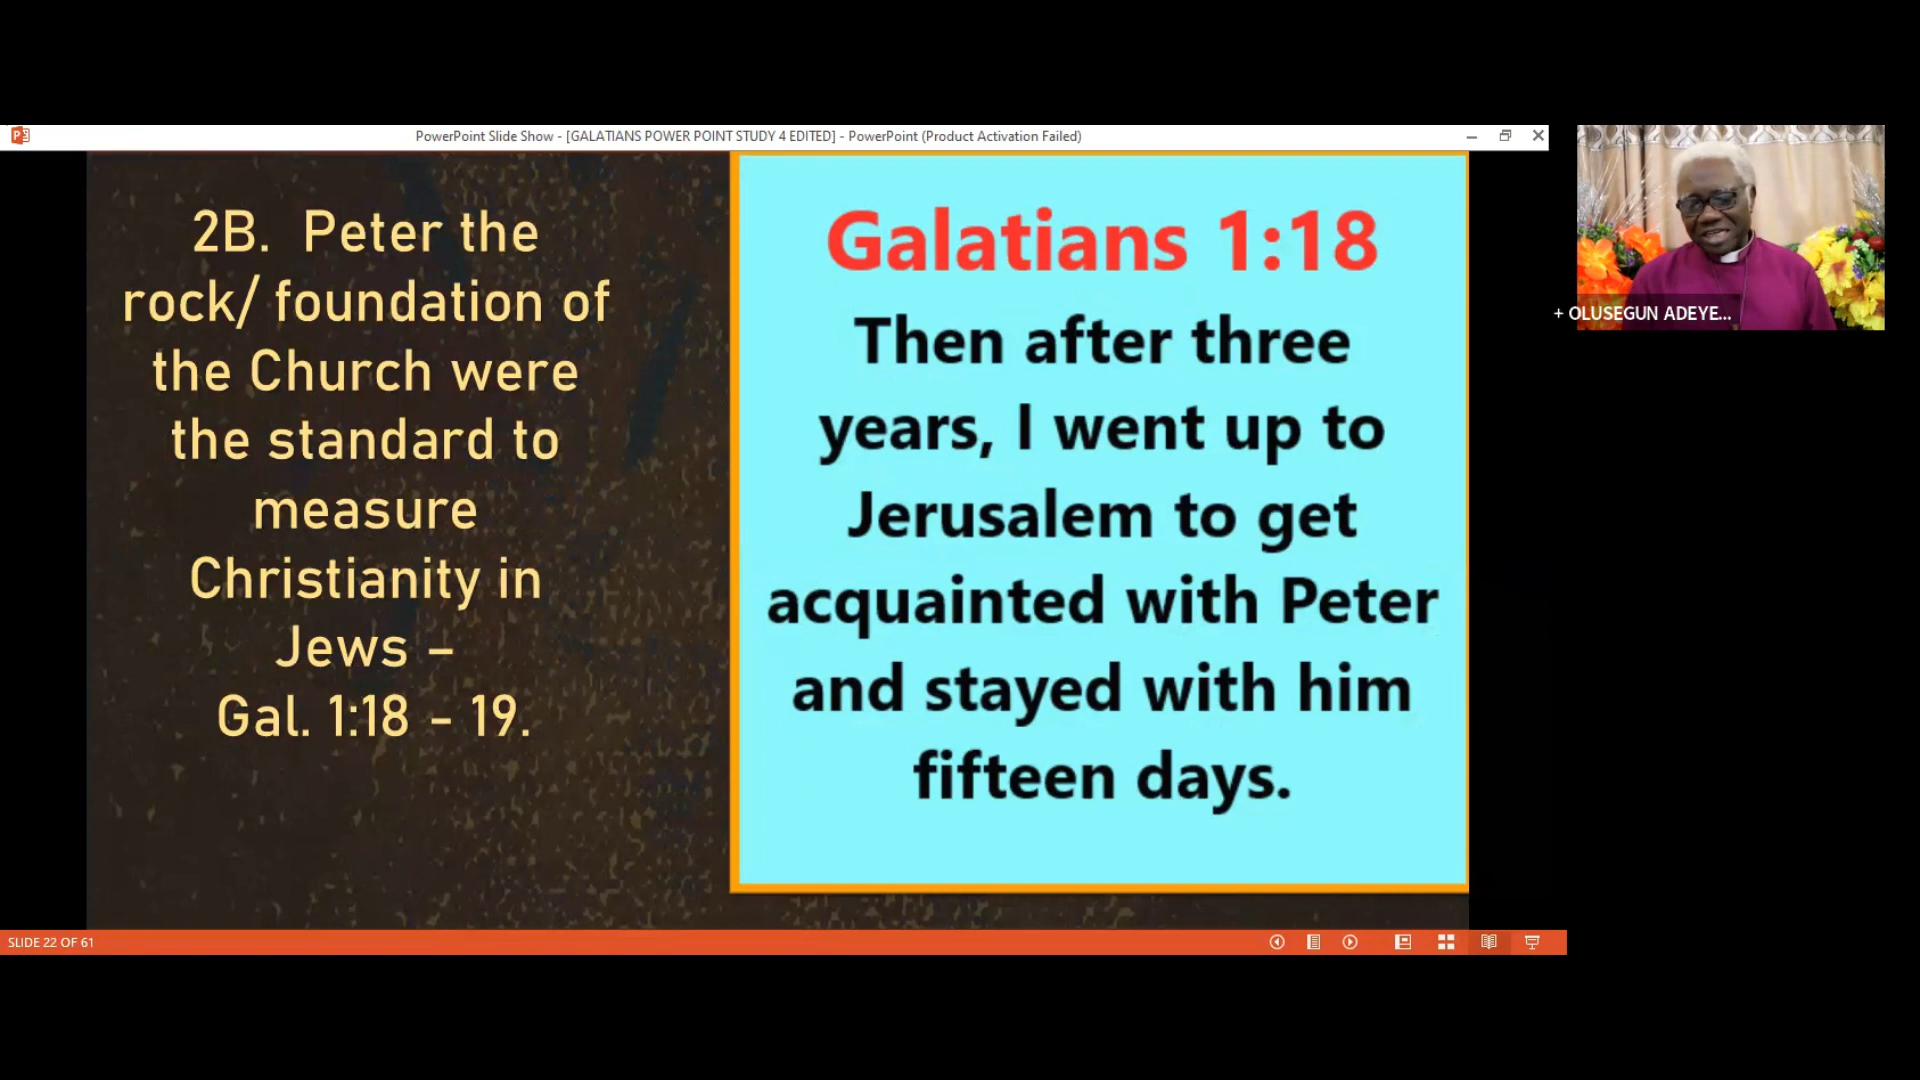 PowerPoint Slide Show - [GALATIANS POWER POINT STUDY 4 EDITED] - PowerPoint (Product Activation Failed)
2B. Peter the
rock/ foundation of
the Church were
the standard to
measure
Christianity in
Jews –
Gal. 1:18 – 19.
Galatians 1:18
Then after three
years, I went up to
Jerusalem to get
acquainted with Peter
and stayed with him
fifteen days.
+ OLUSEGUN ADEYE...
SLIDE 22 OF 61